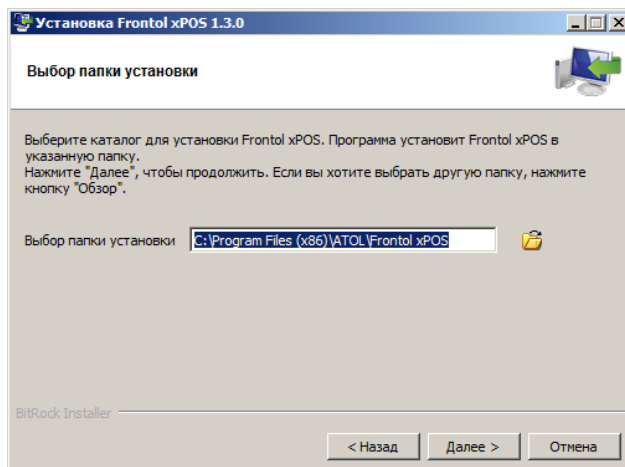 Установка Frontol xPOS 1.3.0
Выбор папки установки
Выберите каталог для установки Frontol xPOS. Программа установит Frontol xPOS в
указанную папку.
Нажмите "Далее", чтобы продолжить. Если вы хотите выбрать другую папку, нажмите
кнопку "Обзор".
Выбор папки установки C:\Program Files (x86)\ATOL\Frontol xPOS
BitRock Installer
< Назад Далее > Отмена